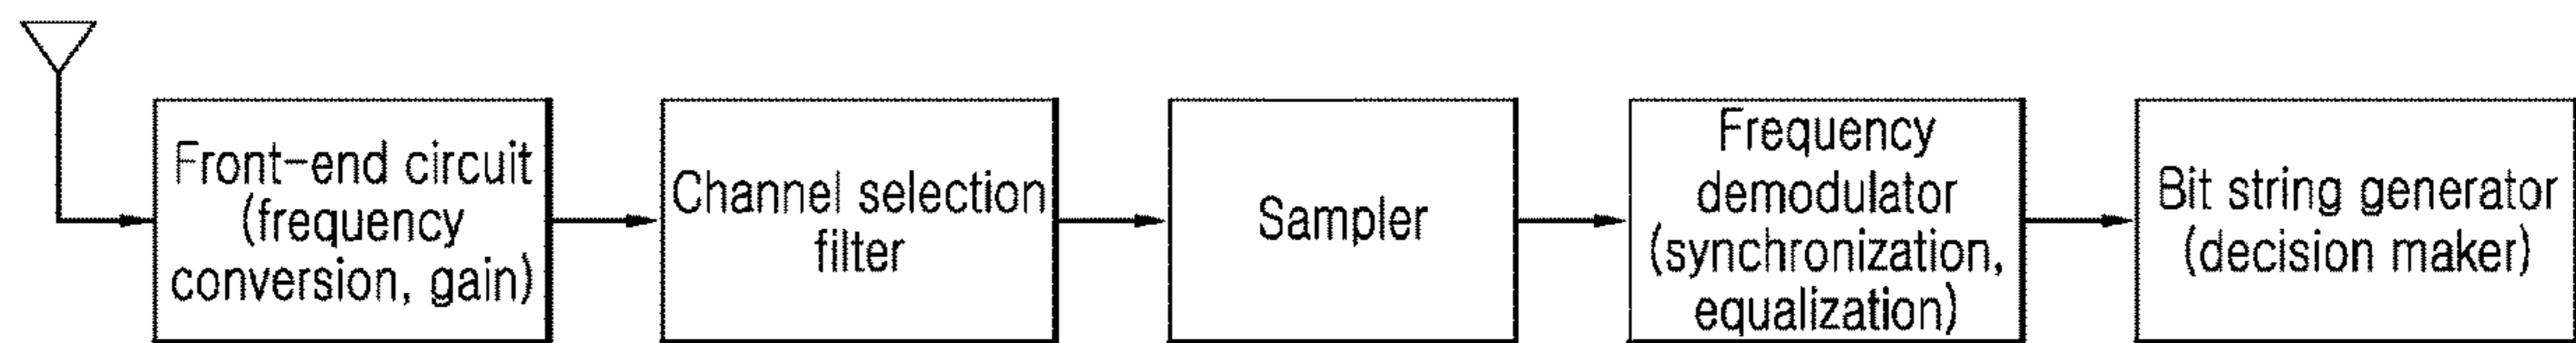 Front-end circuit
(frequency
conversion, gain)
Channel selection
filter
Sampler
Frequency
demodulator
(synchronization,
equalization)
Bit string generator
(decision maker)